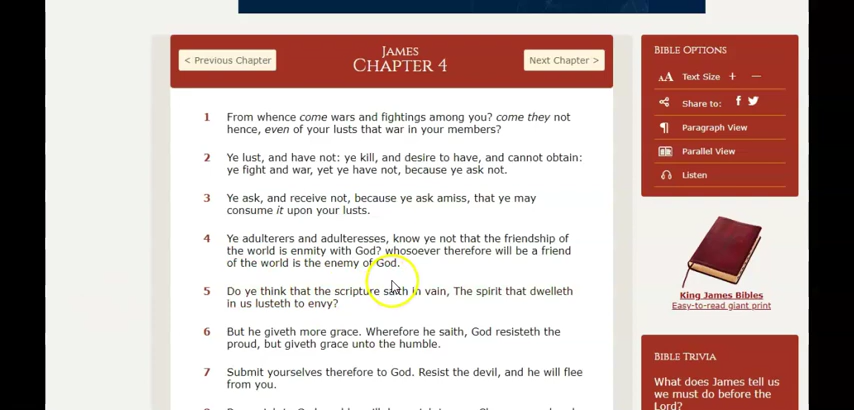 JAMES
CHAPTER 4
< Previous Chapter
Next Chapter >
1 From whence come wars and fightings among you? come they not
hence, even of your lusts that war in your members?
2 Ye lust, and have not: ye kill, and desire to have, and cannot obtain:
ye fight and war, yet ye have not, because ye ask not.
3 Ye ask, and receive not, because ye ask amiss, that ye may
consume it upon your lusts.
4 Ye adulterers and adulteresses, know ye not that the friendship of
the world is enmity with God? whosoever therefore will be a friend
of the world is the enemy of God.
5 Do ye think that the scripture saith in vain, The spirit that dwelleth
in us lusteth to envy?
6 But he giveth more grace. Wherefore he saith, God resisteth the
proud, but giveth grace unto the humble.
7 Submit yourselves therefore to God. Resist the devil, and he will flee
from you.
BIBLE OPTIONS
AA Text Size + —
Share to:
Paragraph View
Parallel View
Listen
King James Bibles
Easy-to-read giant print
BIBLE TRIVIA
What does James tell us
we must do before the
Lord?